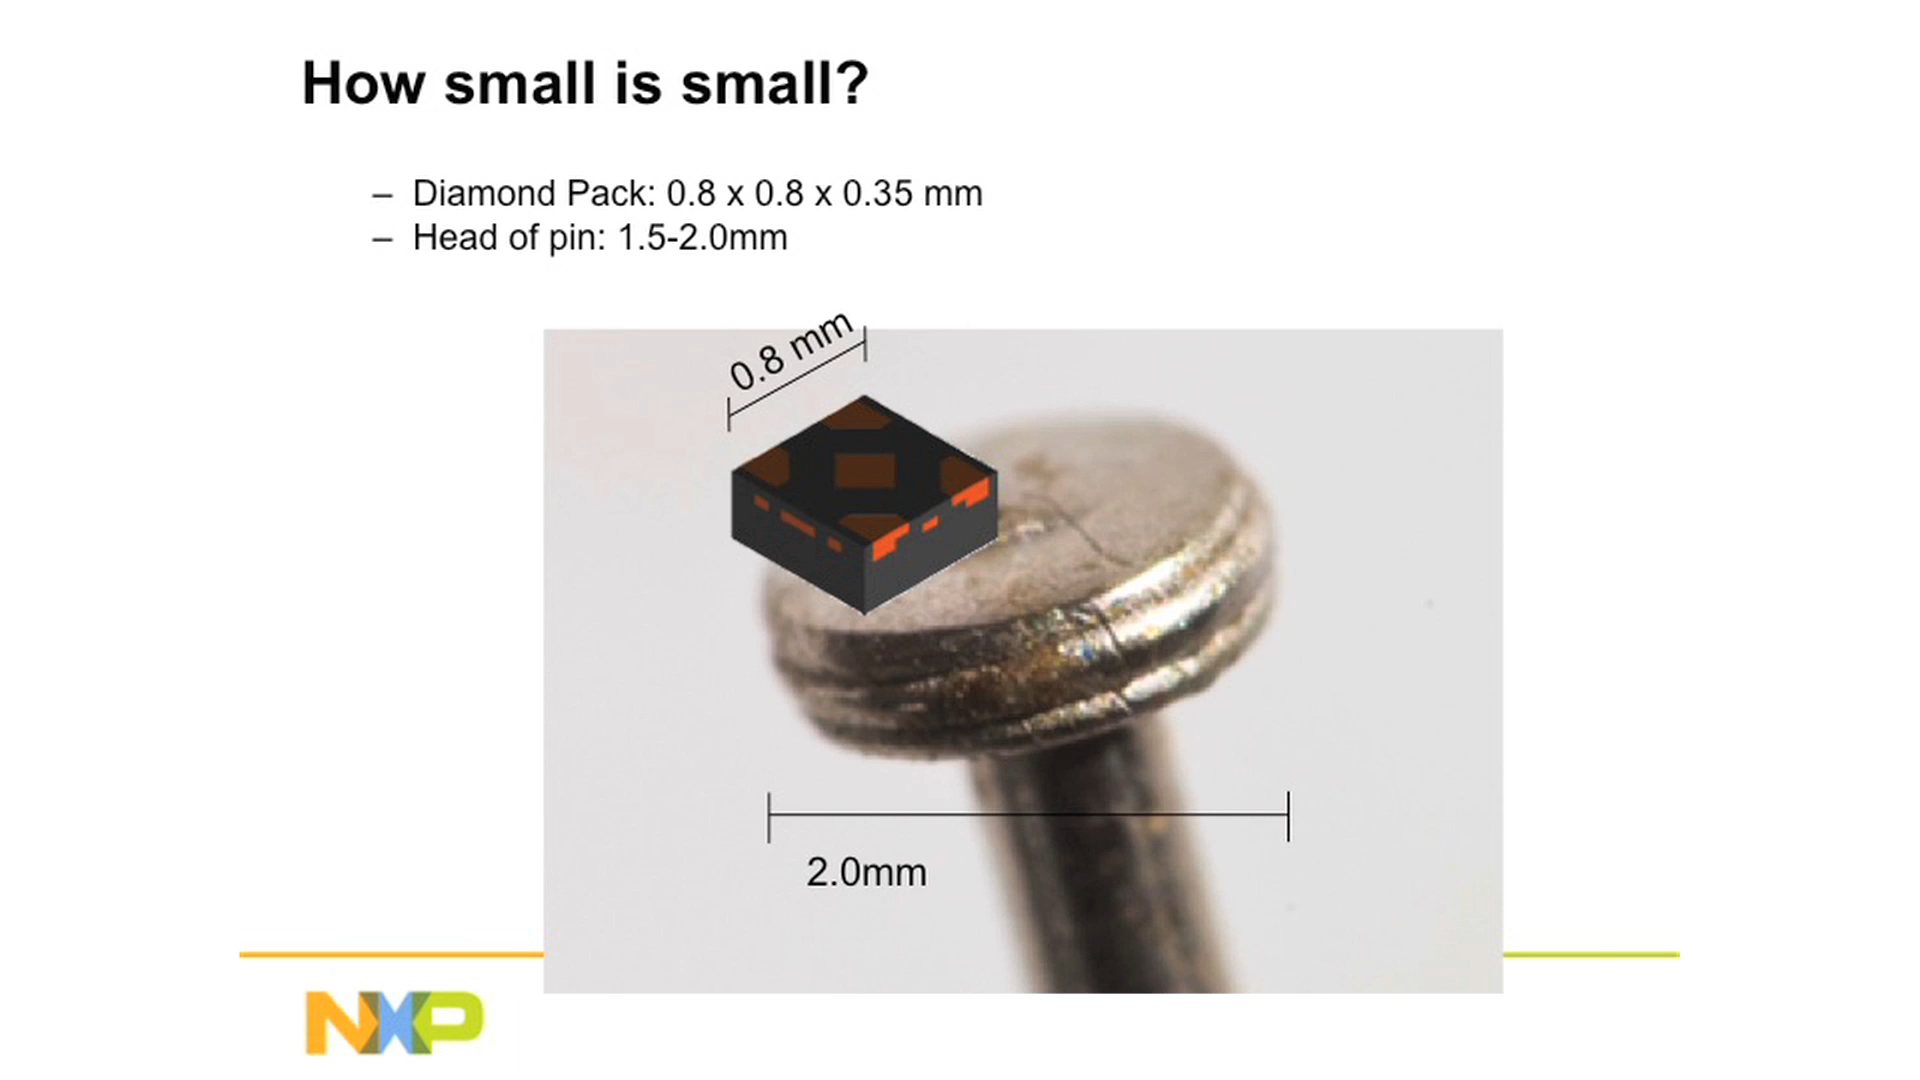 How small is small?
– Diamond Pack: 0.8 x 0.8 x 0.35 mm
– Head of pin: 1.5-2.0mm
0.8 mm
2.0mm
NXP